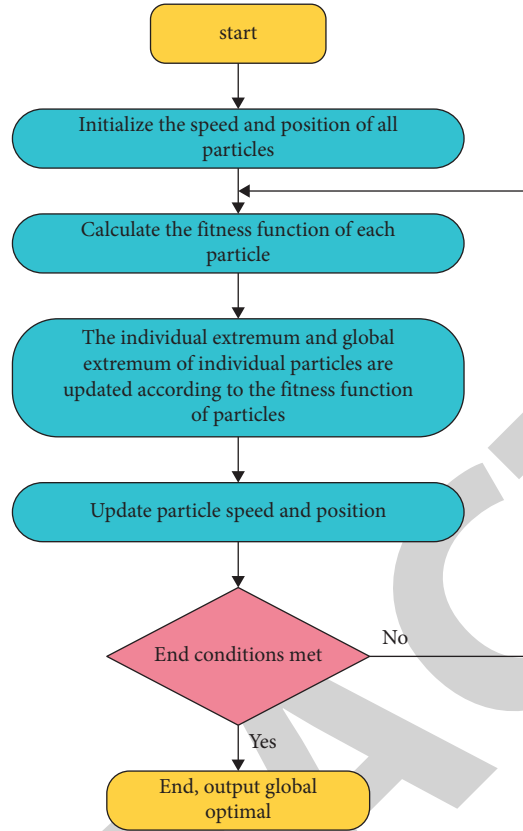 start
Initialize the speed and position of all
particles
Calculate the fitness function of each
particle
The individual extremum and global
extremum of individual particles are
updated according to the fitness function
of particles
Update particle speed and position
End conditions met
No
Yes
End, output global
optimal